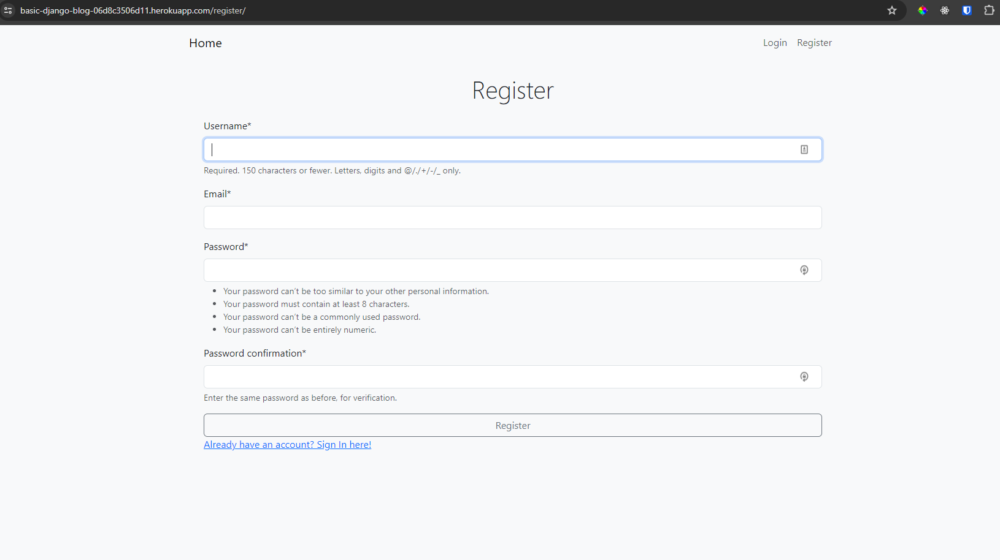 basic-django-blog-06d8c3506d11.herokuapp.com/register/
Home Login Register
Register
Username*
Required. 150 characters or fewer. Letters, digits and @/./+/-/_ only.
Email*
Password*
Your password can't be too similar to your other personal information.
Your password must contain at least 8 characters.
Your password can't be a commonly used password.
Your password can't be entirely numeric.
Password confirmation*
Enter the same password as before, for verification.
Register
Already have an account? Sign In here!